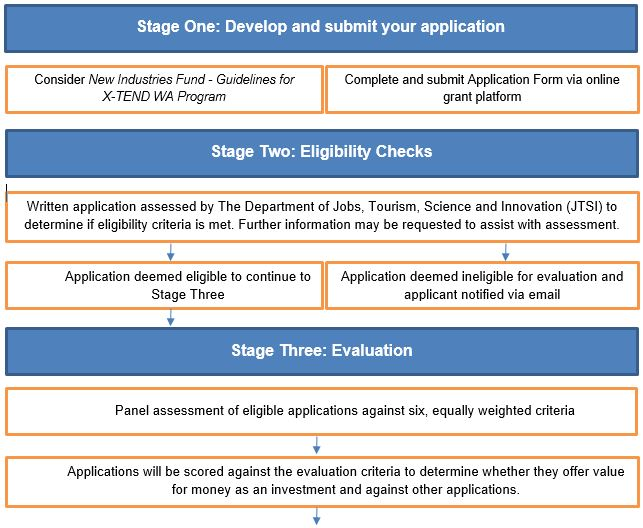 Stage One: Develop and submit your application
Consider New Industries Fund - Guidelines for
X-TEND WA Program
Complete and submit Application Form via online
grant platform
Stage Two: Eligibility Checks
Written application assessed by The Department of Jobs, Tourism, Science and Innovation (JTSI) to
determine if eligibility criteria is met. Further information may be requested to assist with assessment.
Application deemed eligible to continue to
Stage Three
Application deemed ineligible for evaluation and
applicant notified via email
Stage Three: Evaluation
Panel assessment of eligible applications against six, equally weighted criteria
Applications will be scored against the evaluation criteria to determine whether they offer value
for money as an investment and against other applications.